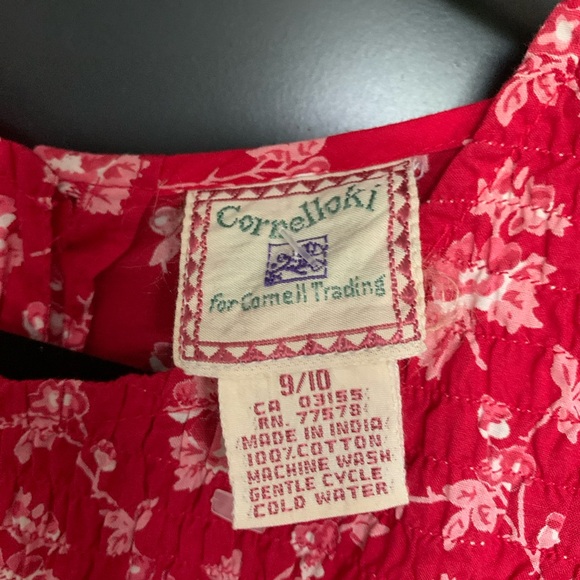 Cornelloki
For Cornell Trading
9/10
CA 03155
RN. 77578
MADE IN INDIA
100% COTTON
MACHINE WASH
GENTLE CYCLE
COLD WATER